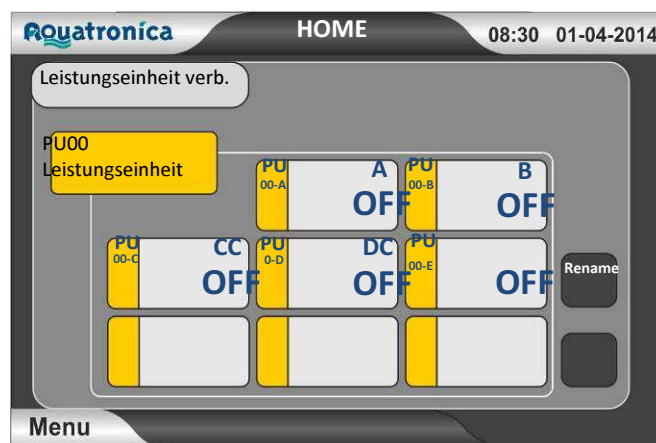 Aquatronica HOME 08:30 01-04-2014
Leistungseinheit verb.
PU00
Leistungseinheit
PU A PU B
00-A OFF 00-B OFF
PU CC PU DC PU
00-C OFF 0-D OFF 00-E OFF
Rename
Menu